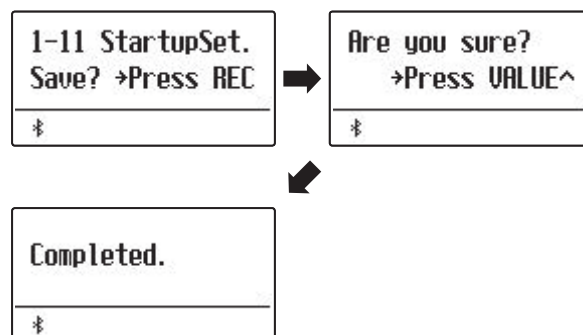 1-11 StartupSet.
Save? →Press REC
Are you sure?
→Press VALUE^
Completed.